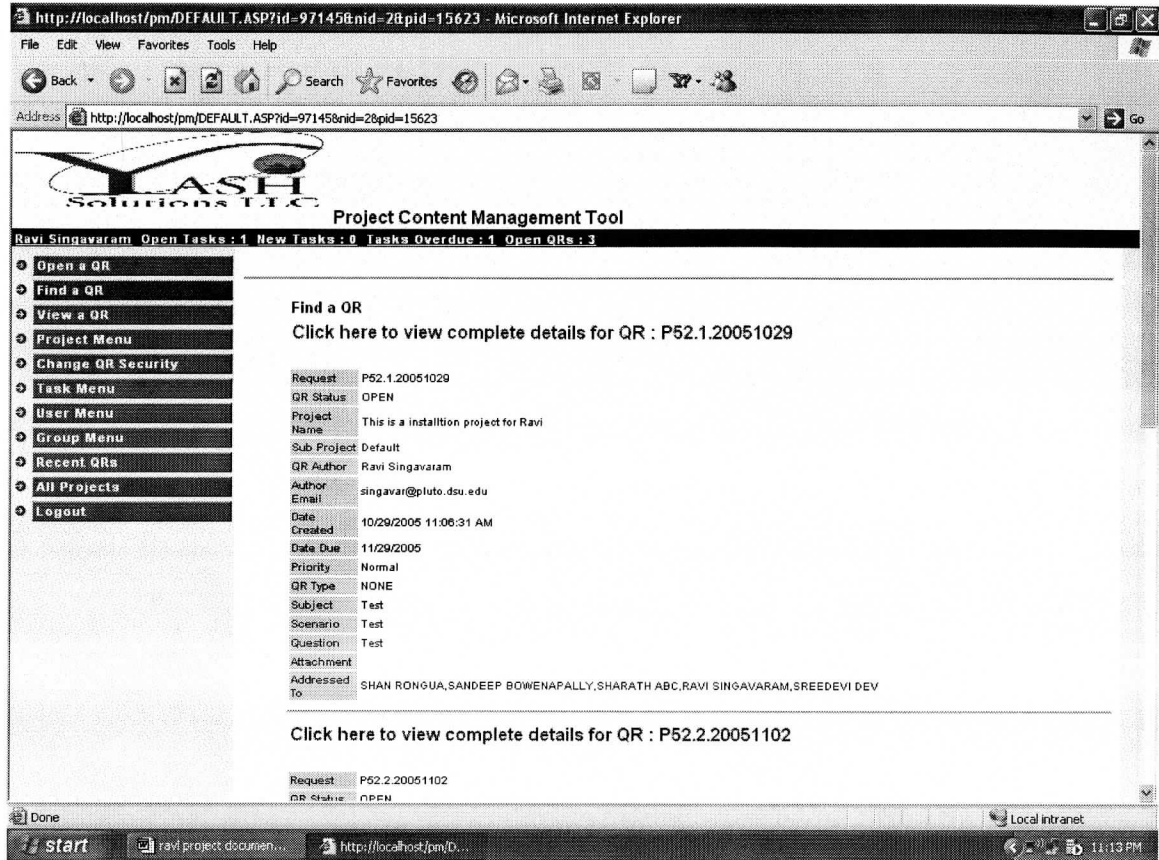 http://localhost/pm/DEFAULT.ASP?id=97145&nid=2&pid=15623 - Microsoft Internet Explorer
File Edit View Favorites Tools Help
Back Search Favorites
Address http://localhost/pm/DEFAULT.ASP?id=97145&nid=2&pid=15623 Go
YASH
Solutions LLC
Project Content Management Tool
Ravi Singavaram Open Tasks : 1 New Tasks : 0 Tasks Overdue : 1 Open QRs : 3
Open a QR
Find a QR
View a QR
Project Menu
Change QR Security
Task Menu
User Menu
Group Menu
Recent QRs
All Projects
Logout
Find a QR
Click here to view complete details for QR : P52.1.20051029
Request P52.1.20051029
QR Status OPEN
Project Name This is a installtion project for Ravi
Sub Project Default
QR Author Ravi Singavaram
Author Email singavar@pluto.dsu.edu
Date Created 10/29/2005 11:06:31 AM
Date Due 11/29/2005
Priority Normal
QR Type NONE
Subject Test
Scenario Test
Question Test
Attachment
Addressed To SHAN RONGUA,SANDEEP BOWENAPALLY,SHARATH ABC,RAVI SINGAVARAM,SREEDEVI DEV
Click here to view complete details for QR : P52.2.20051102
Request P52.2.20051102
QR Status OPEN
Done Local intranet
start ravi project documen... http://localhost/pm/D... 11:13 PM